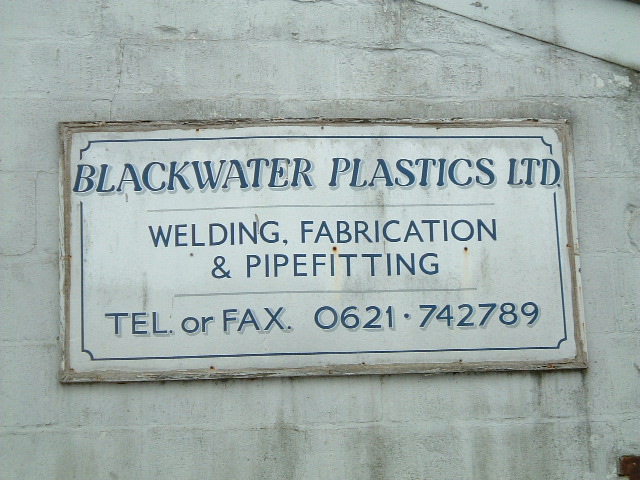 BLACKWATER PLASTICS LTD.
WELDING, FABRICATION
& PIPEFITTING
TEL. or FAX. 0621·742789